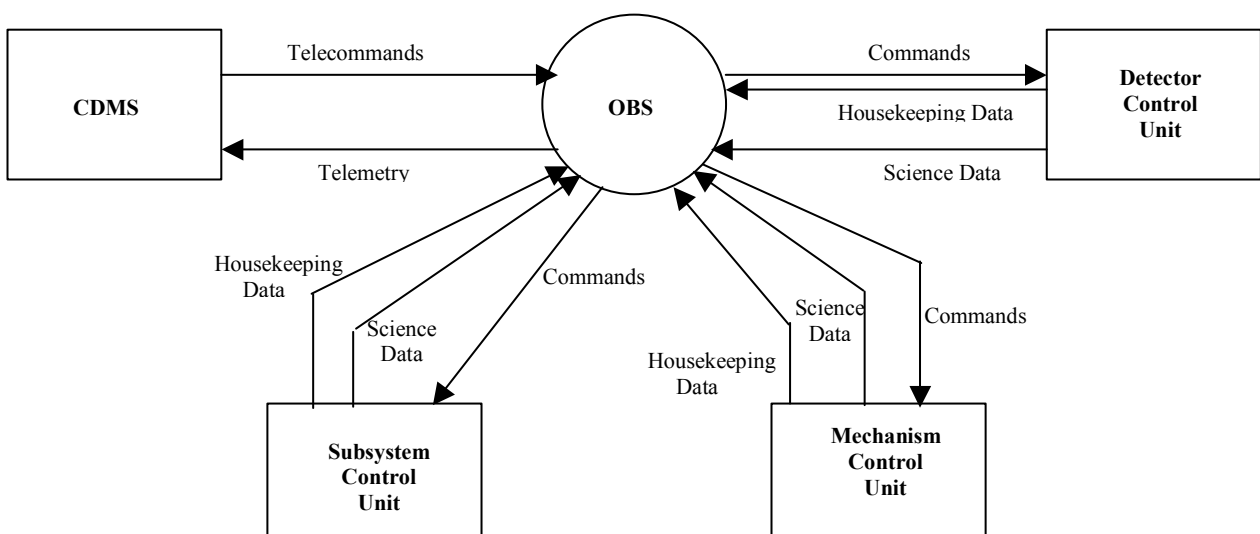 Telecommands
Commands
CDMS
OBS
Detector
Control
Unit
Housekeeping Data
Telemetry
Science Data
Housekeeping
Data
Commands
Science
Data
Science
Data
Commands
Housekeeping
Data
Subsystem
Control
Unit
Mechanism
Control
Unit